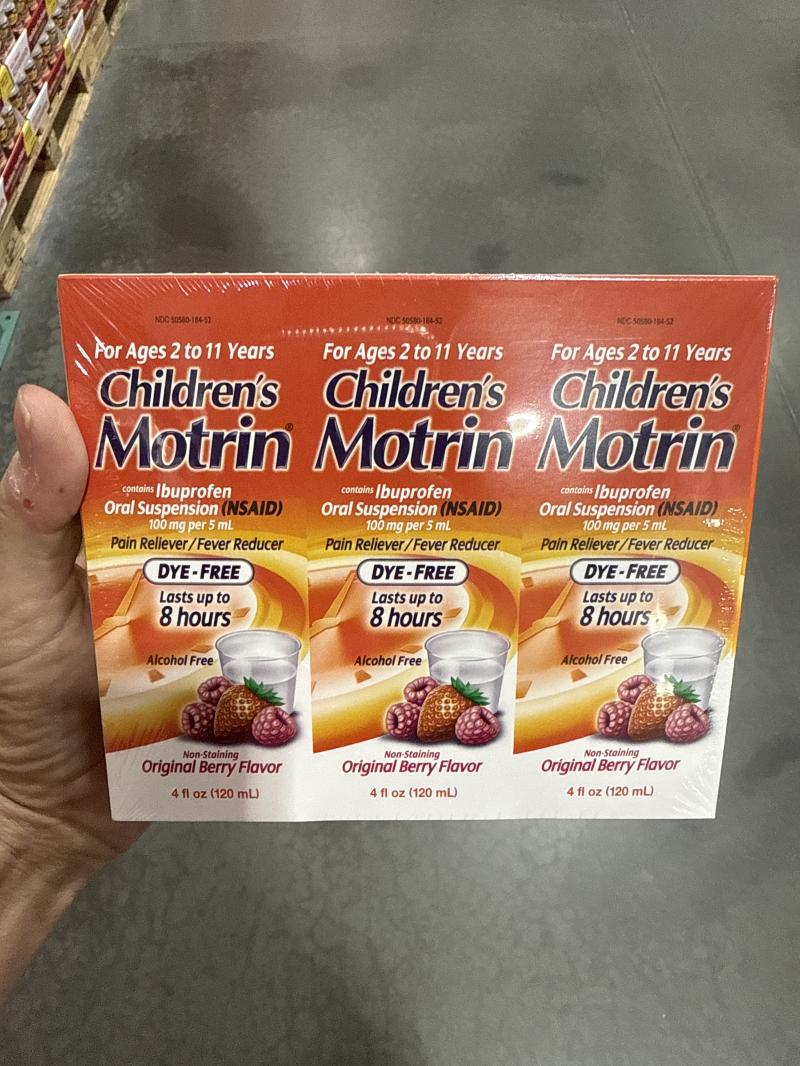 NDC 50580-184-52
For Ages 2 to 11 Years
Children's
Motrin®
contains Ibuprofen
Oral Suspension (NSAID)
100 mg per 5 mL
Pain Reliever/Fever Reducer
DYE-FREE
Lasts up to
8 hours
Alcohol Free
Non-Staining
Original Berry Flavor
4 fl oz (120 mL)
NDC 50580-184-52
For Ages 2 to 11 Years
Children's
Motrin®
contains Ibuprofen
Oral Suspension (NSAID)
100 mg per 5 mL
Pain Reliever/Fever Reducer
DYE-FREE
Lasts up to
8 hours
Alcohol Free
Non-Staining
Original Berry Flavor
4 fl oz (120 mL)
NDC 50580-184-52
For Ages 2 to 11 Years
Children's
Motrin®
contains Ibuprofen
Oral Suspension (NSAID)
100 mg per 5 mL
Pain Reliever/Fever Reducer
DYE-FREE
Lasts up to
8 hours
Alcohol Free
Non-Staining
Original Berry Flavor
4 fl oz (120 mL)